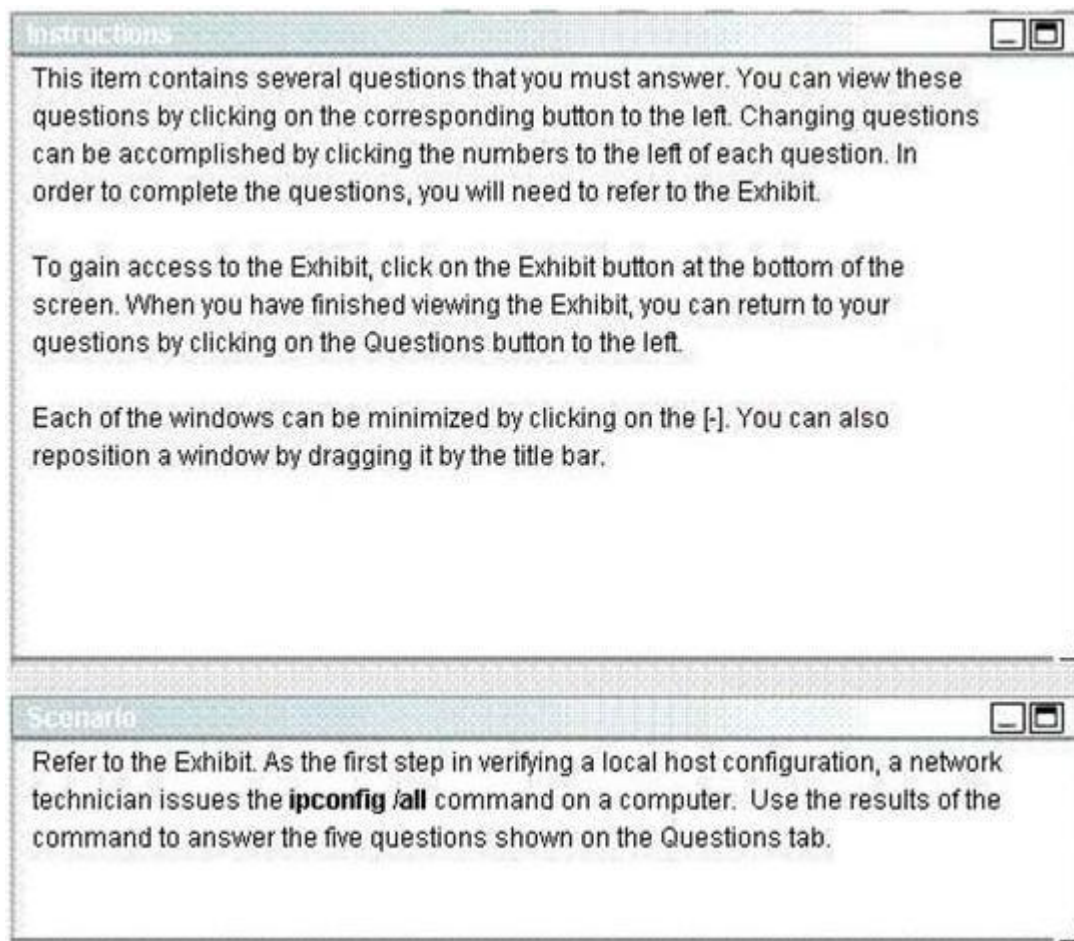 Instructions
This item contains several questions that you must answer. You can view these
questions by clicking on the corresponding button to the left. Changing questions
can be accomplished by clicking the numbers to the left of each question. In
order to complete the questions, you will need to refer to the Exhibit.
To gain access to the Exhibit, click on the Exhibit button at the bottom of the
screen. When you have finished viewing the Exhibit, you can return to your
questions by clicking on the Questions button to the left.
Each of the windows can be minimized by clicking on the [-]. You can also
reposition a window by dragging it by the title bar.
Scenario
Refer to the Exhibit. As the first step in verifying a local host configuration, a network
technician issues the ipconfig /all command on a computer. Use the results of the
command to answer the five questions shown on the Questions tab.